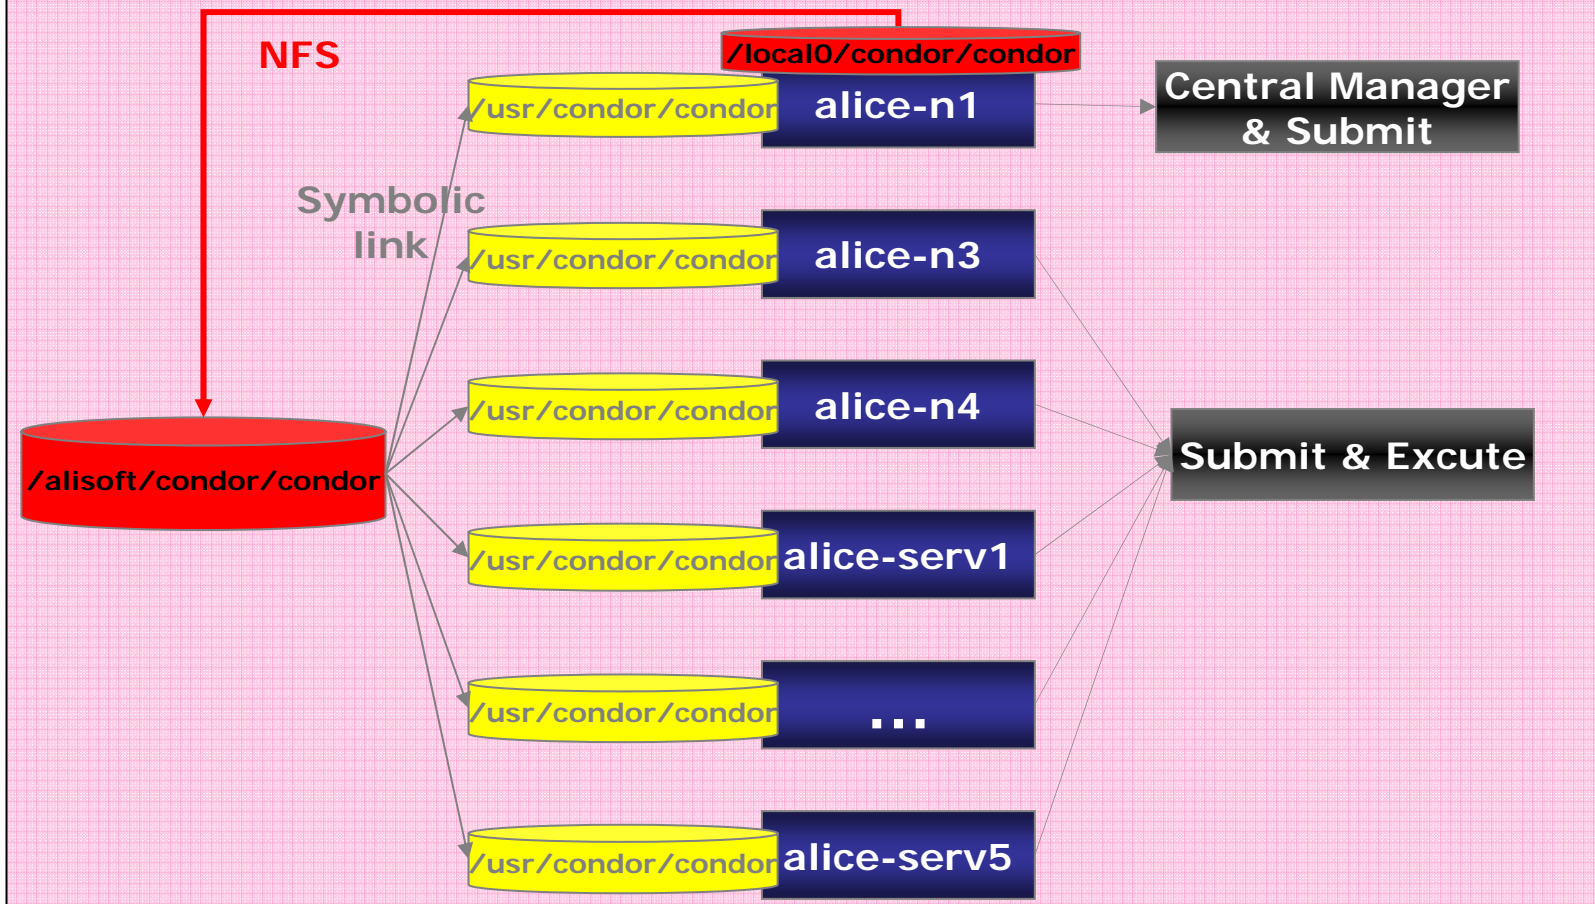 NFS
/local0/condor/condor
/usr/condor/condor
alice-n1
Central Manager
& Submit
Symbolic
link
/usr/condor/condor
alice-n3
/usr/condor/condor
alice-n4
/alisoft/condor/condor
Submit & Excute
/usr/condor/condor
alice-serv1
/usr/condor/condor
...
/usr/condor/condor
alice-serv5